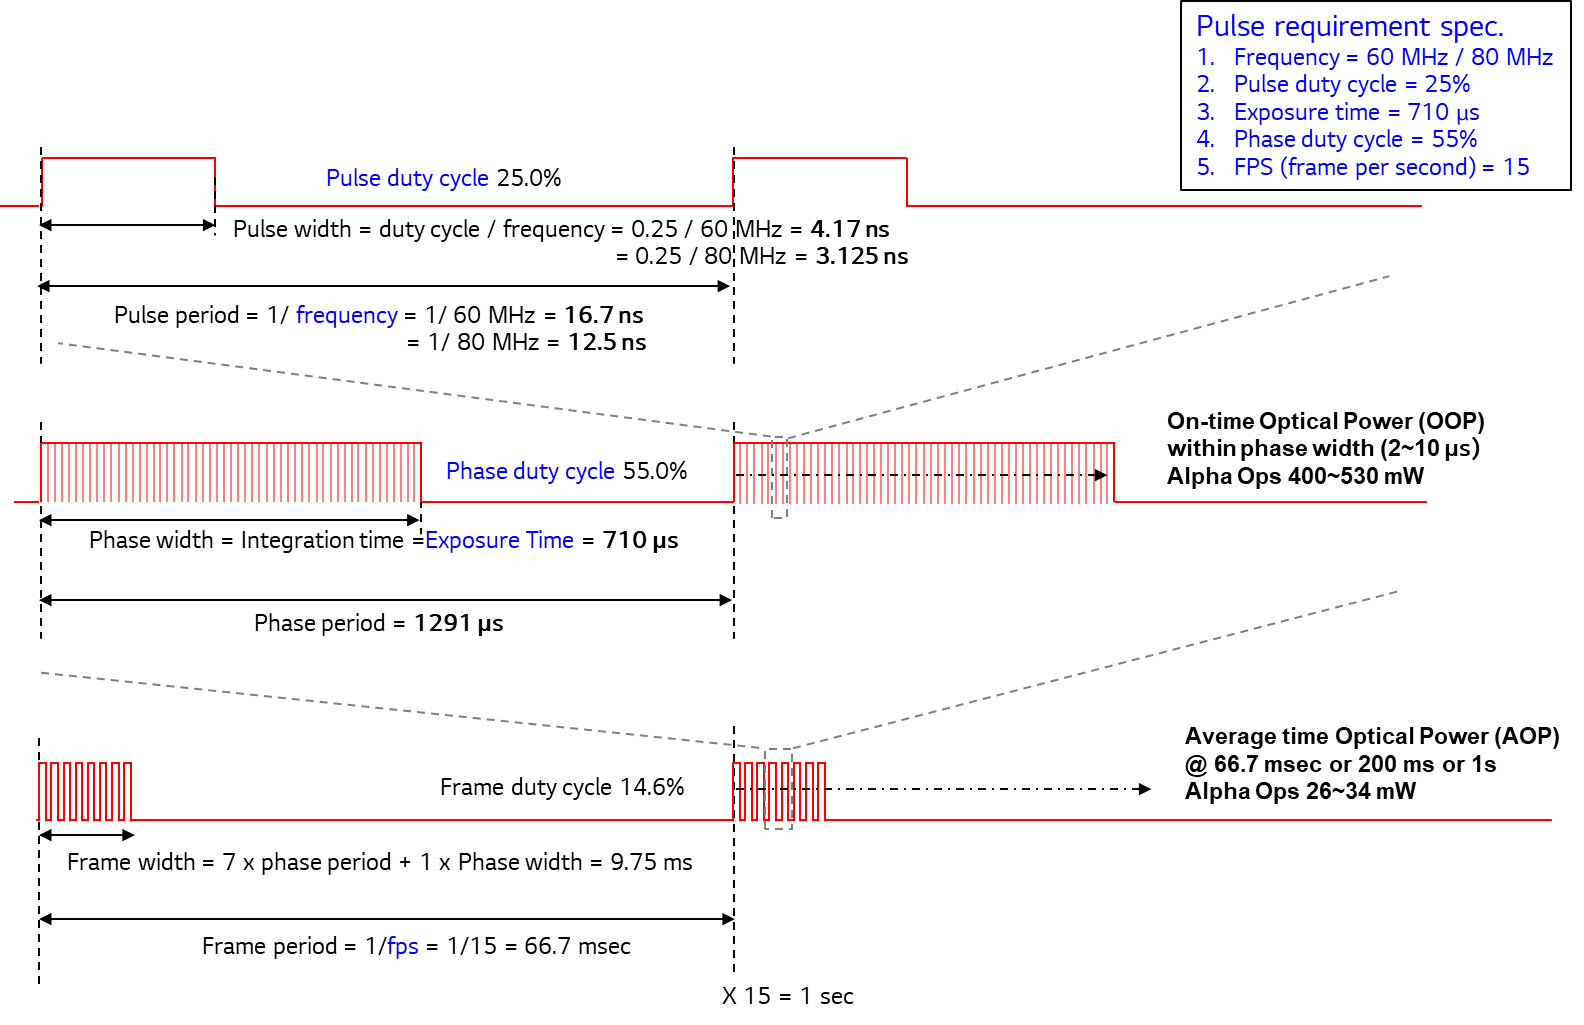 Pulse requirement spec.
1. Frequency = 60 MHz / 80 MHz
2. Pulse duty cycle = 25%
3. Exposure time = 710 µs
4. Phase duty cycle = 55%
5. FPS (frame per second) = 15
Pulse duty cycle 25.0%
Pulse width = duty cycle / frequency = 0.25 / 60 MHz = 4.17 ns
= 0.25 / 80 MHz = 3.125 ns
Pulse period = 1/ frequency = 1/ 60 MHz = 16.7 ns
= 1/ 80 MHz = 12.5 ns
On-time Optical Power (OOP)
within phase width (2~10 µs)
Alpha Ops 400~530 mW
Phase duty cycle 55.0%
Phase width = Integration time =Exposure Time = 710 µs
Phase period = 1291 µs
Average time Optical Power (AOP)
@ 66.7 msec or 200 ms or 1s
Alpha Ops 26~34 mW
Frame duty cycle 14.6%
Frame width = 7 x phase period + 1 x Phase width = 9.75 ms
Frame period = 1/fps = 1/15 = 66.7 msec
X 15 = 1 sec